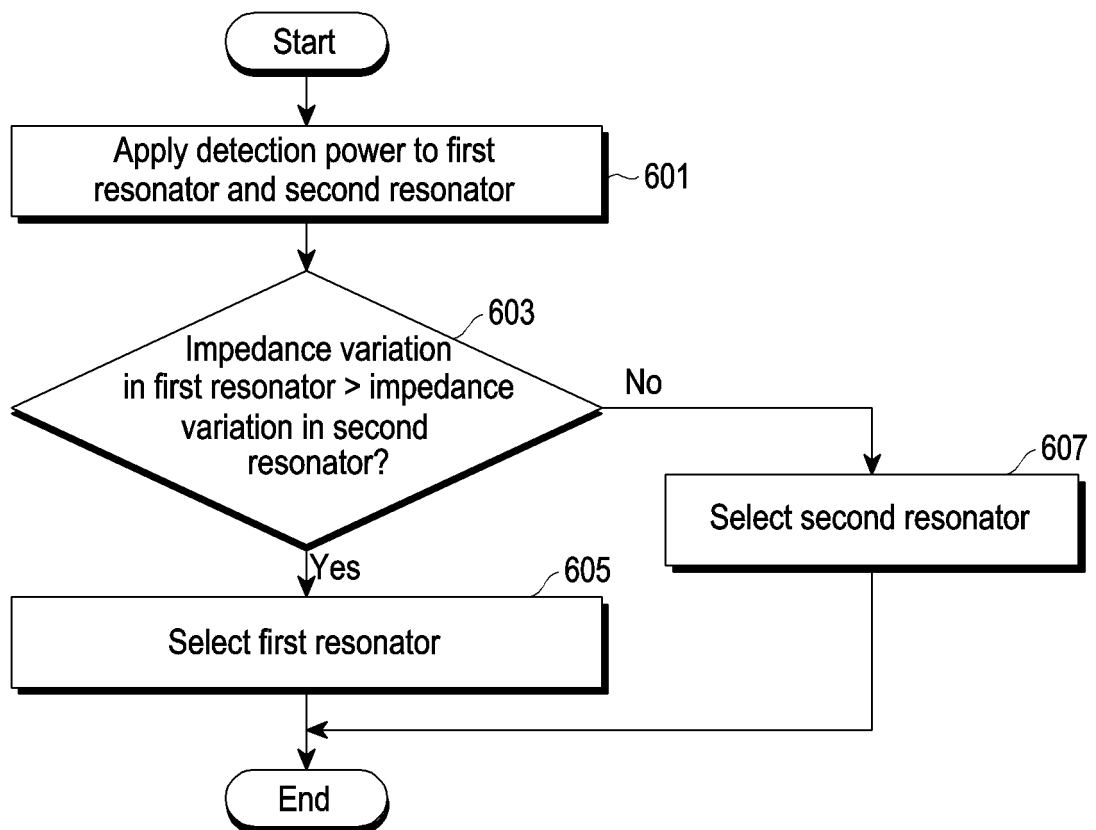 Start
Apply detection power to first
resonator and second resonator
601
603
Impedance variation
in first resonator > impedance
variation in second
resonator?
No
607
Select second resonator
Yes
605
Select first resonator
End